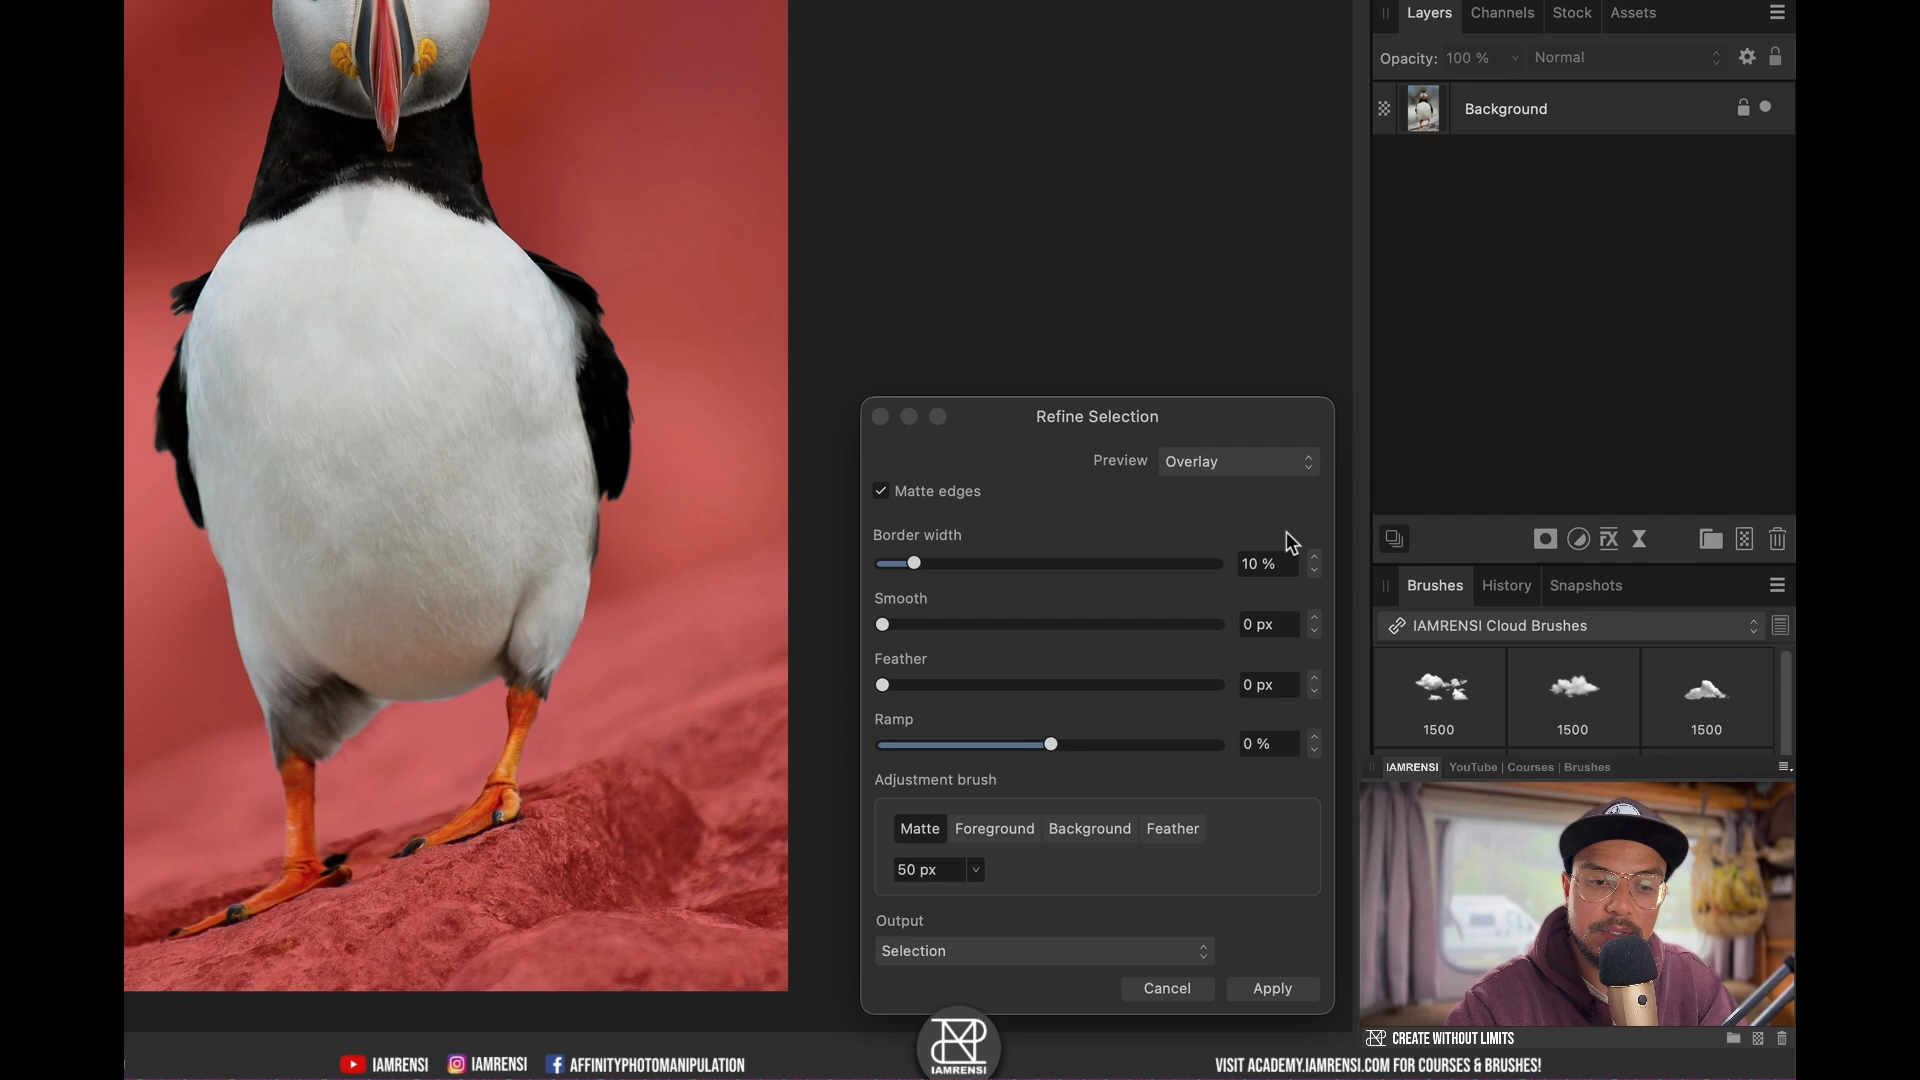 Layers Channels Stock Assets
Opacity: 100 % Normal
Background
Refine Selection
Preview Overlay
Matte edges
Border width
10 %
Smooth
0 px
Feather
0 px
Ramp
0 %
Adjustment brush
Matte Foreground Background Feather
50 px
Output
Selection
Cancel Apply
Brushes History Snapshots
IAMRENSI Cloud Brushes
1500 1500 1500
IAMRENSI YouTube | Courses | Brushes
CREATE WITHOUT LIMITS
IAMRENSI IAMRENSI AFFINITYPHOTOMANIPULATION
IAMRENSI
VISIT ACADEMY.IAMRENSI.COM FOR COURSES & BRUSHES!